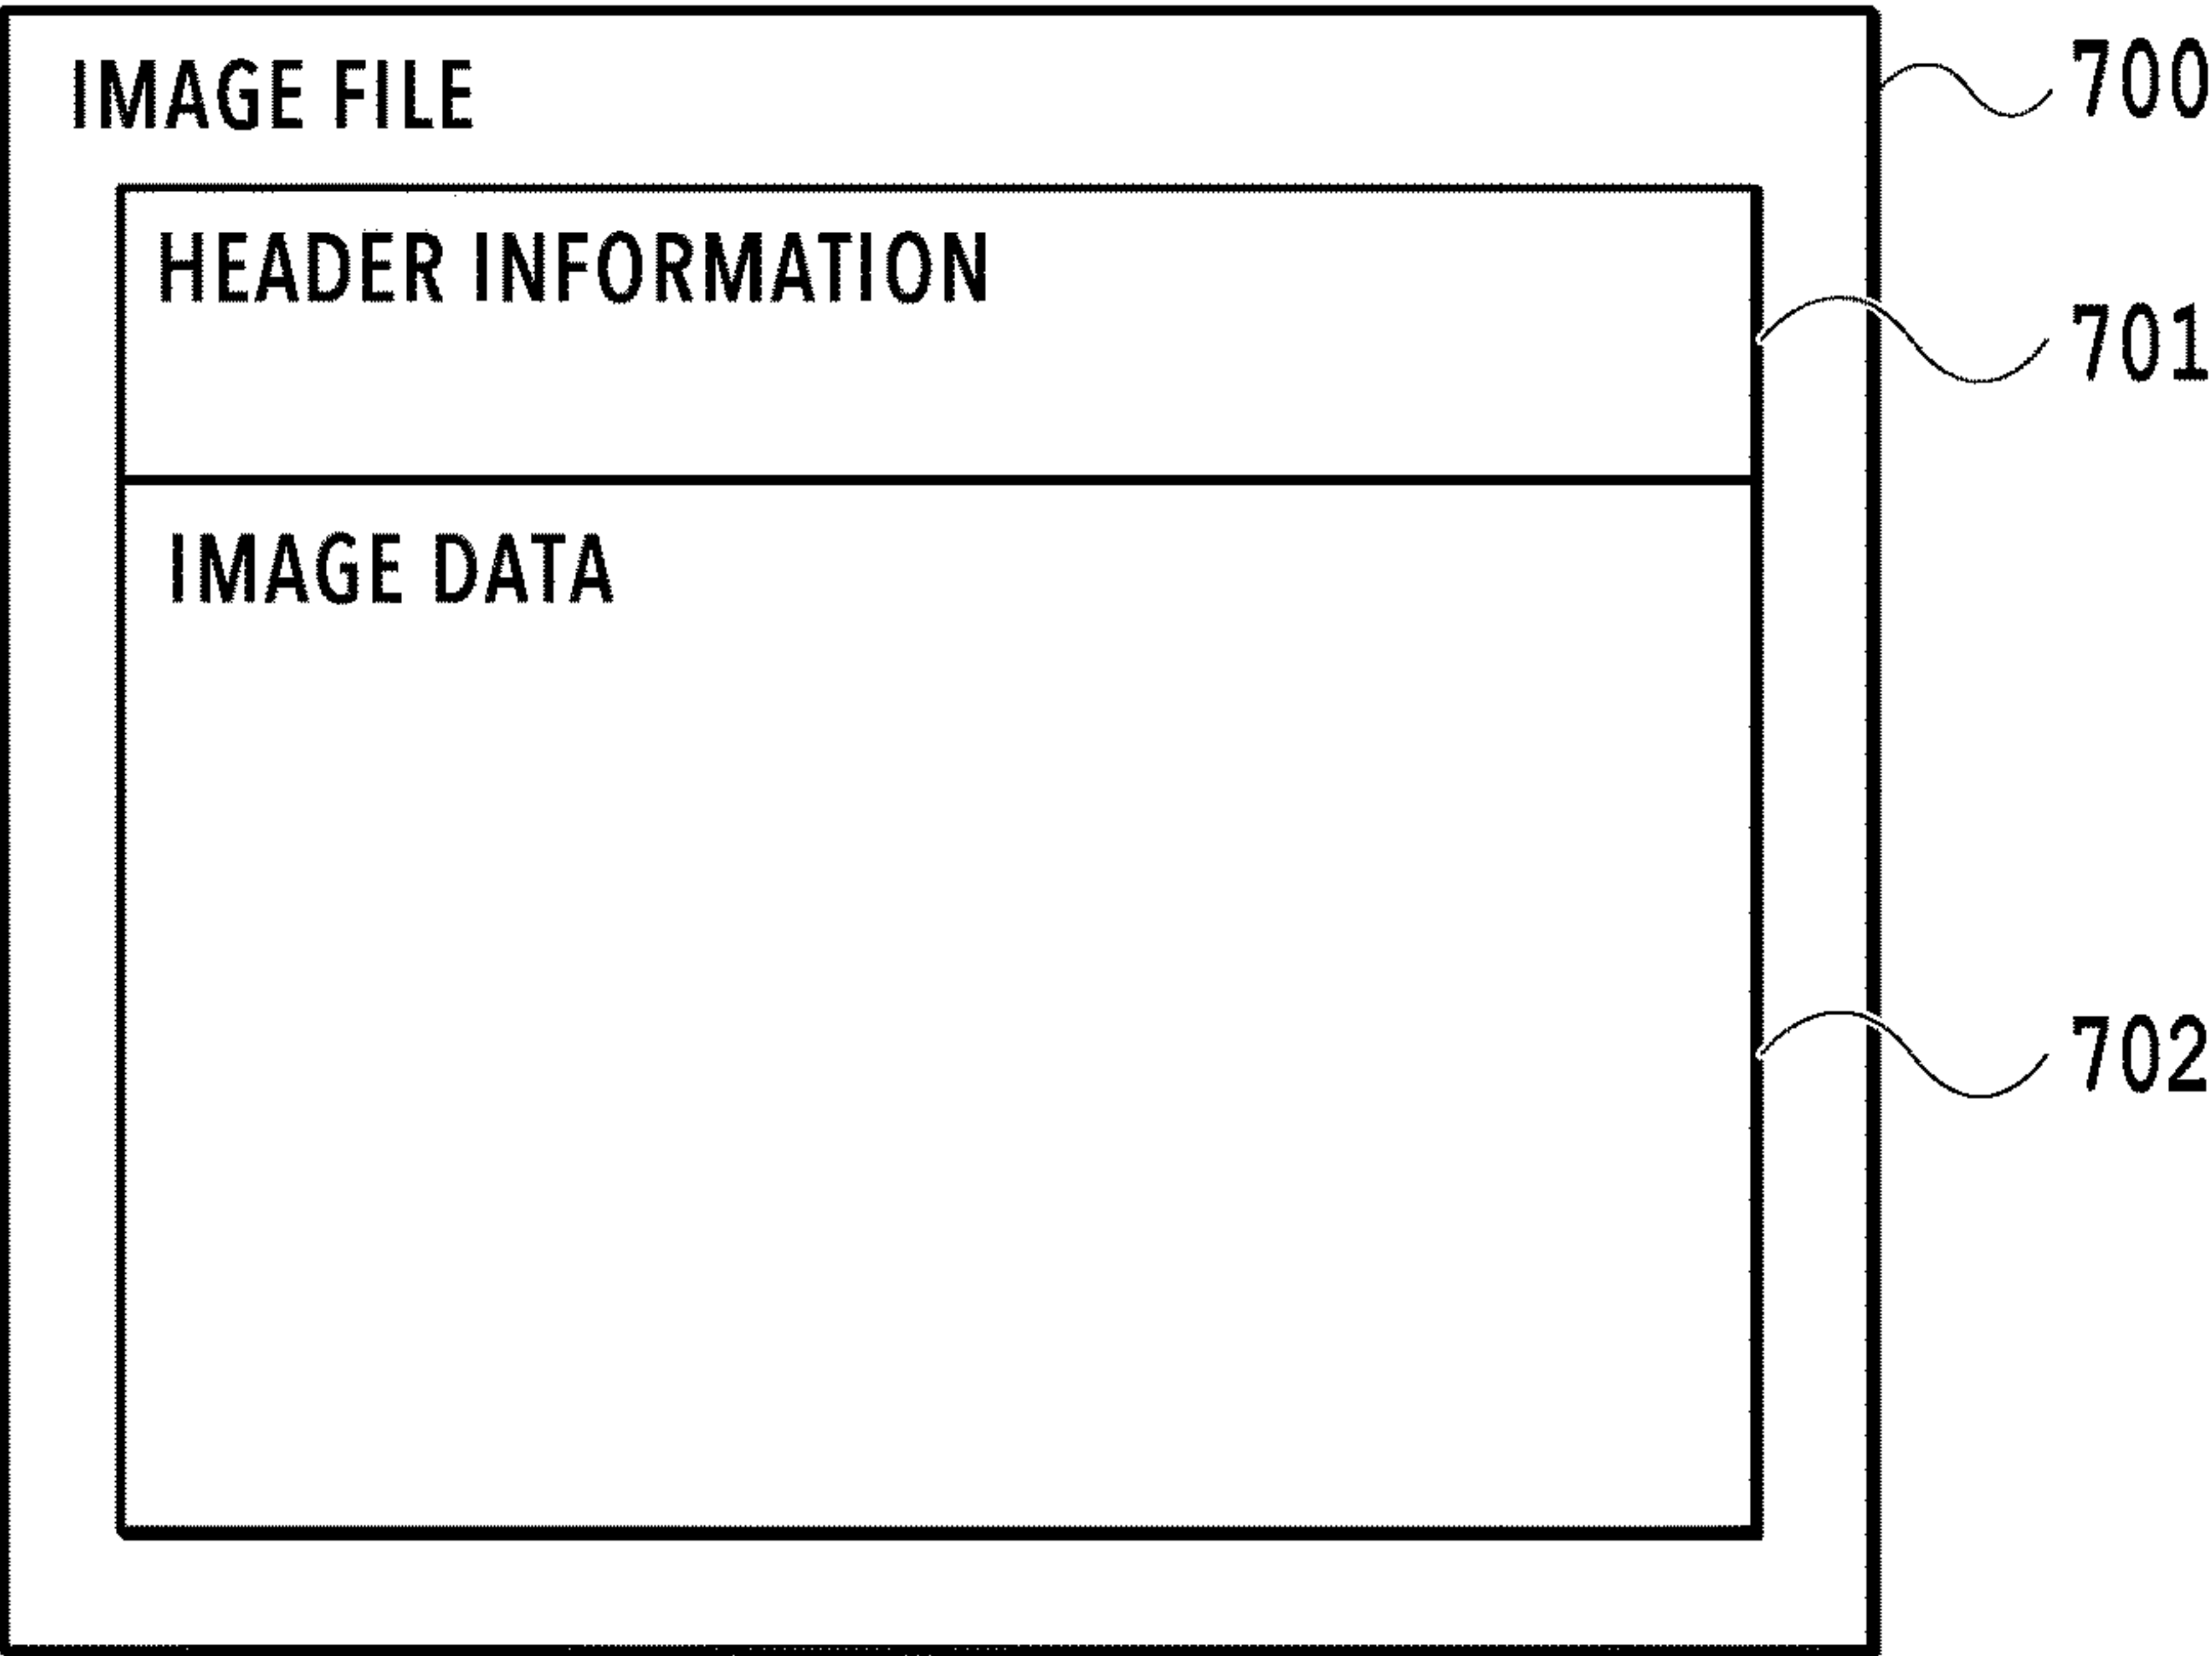 IMAGE FILE
700
HEADER INFORMATION
701
IMAGE DATA
702